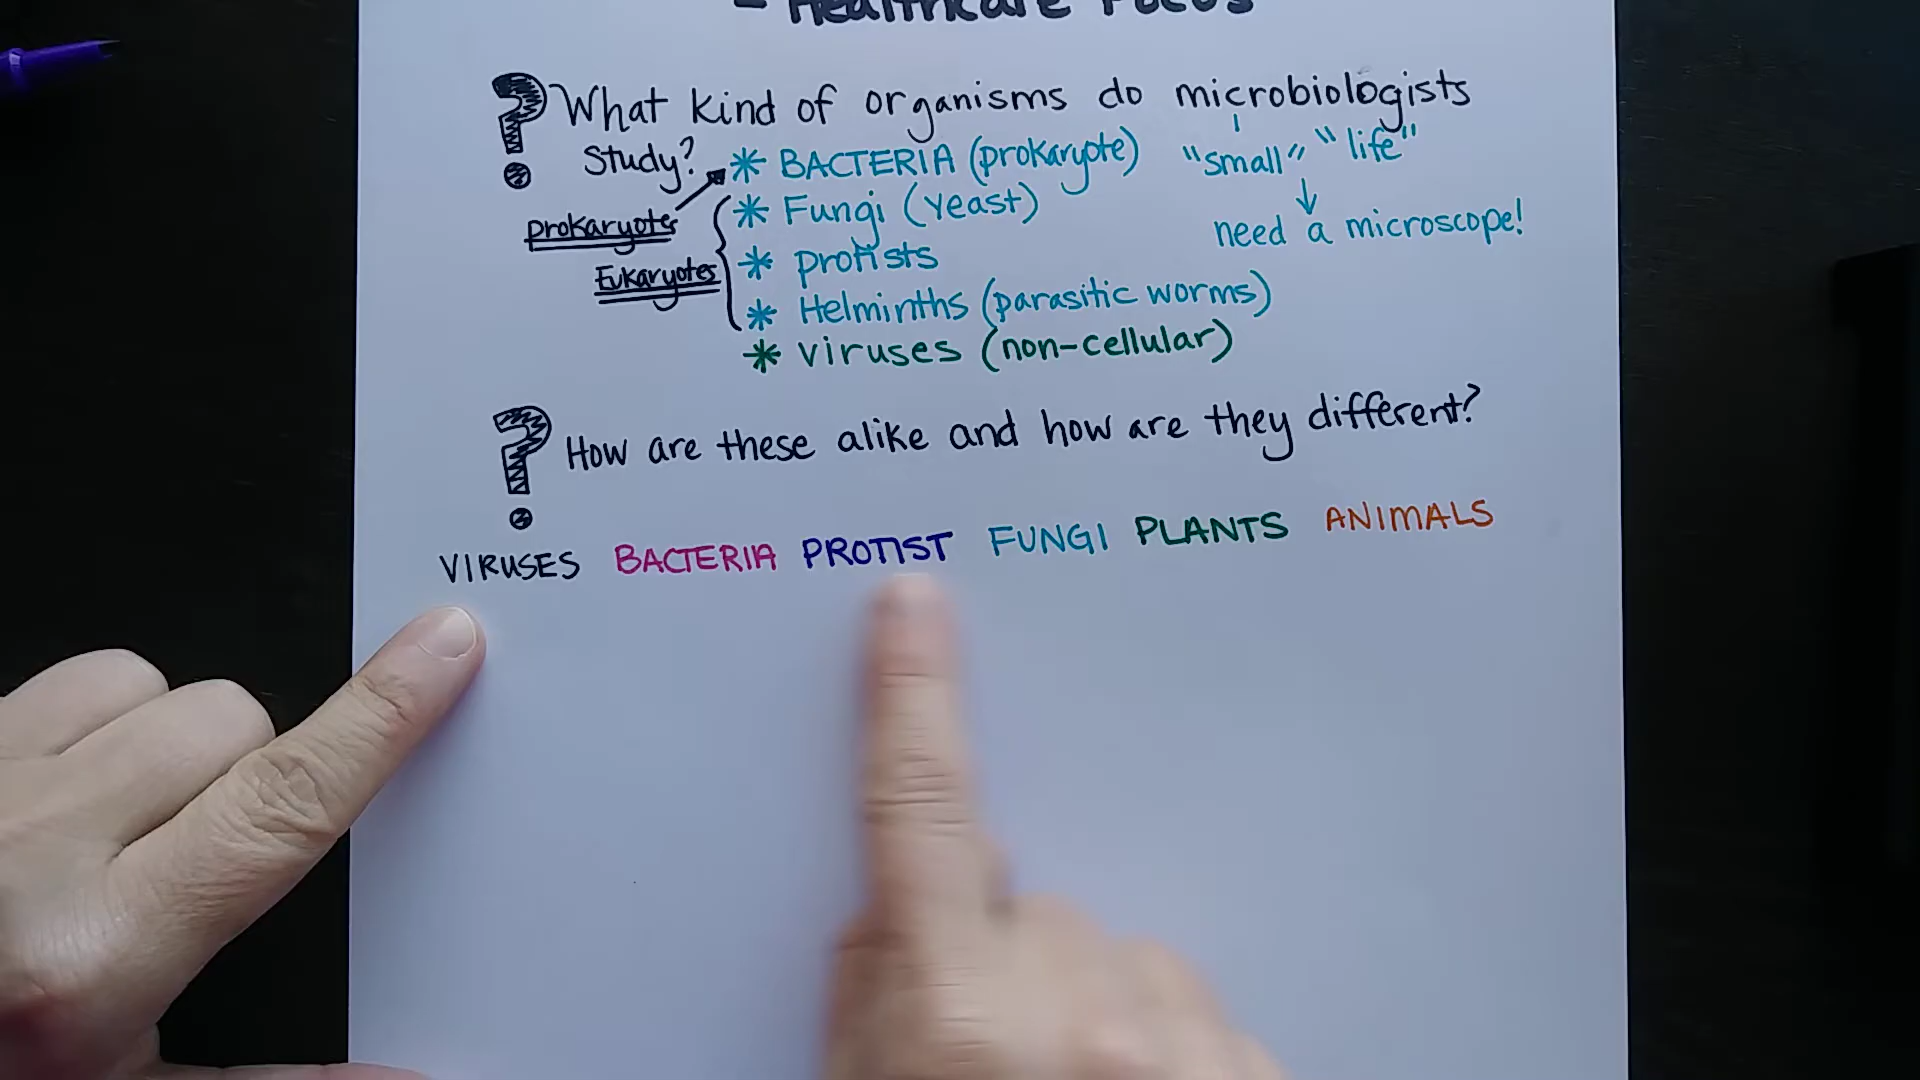 - Healthcare Focus
? What kind of organisms do microbiologists
Study? * BACTERIA (prokaryote) "small" "life"
prokaryotes * Fungi (yeast) need a microscope!
Eukaryotes * protists
* Helminths (parasitic worms)
* viruses (non-cellular)
? How are these alike and how are they different?
VIRUSES BACTERIA PROTIST FUNGI PLANTS ANIMALS